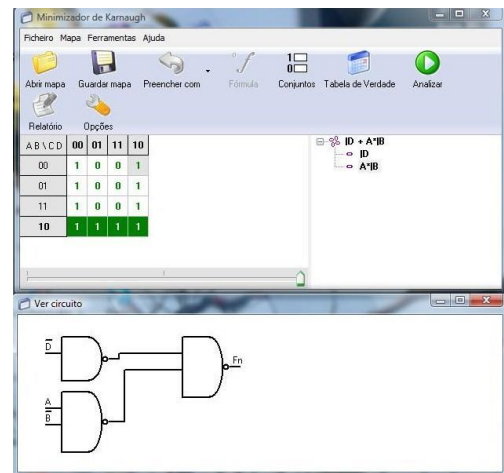 Minimizador de Karnaugh
Ficheiro Mapa Ferramentas Ajuda
Abrir mapa Guardar mapa Preencher com Fórmula Conjuntos Tabela de Verdade Analizar
Relatório Opções
AB\CD 00 01 11 10
00 1 0 0 1
01 1 0 0 1
11 1 0 0 1
10 1 1 1 1
|D + A*|B
|D
A*|B
Ver circuito
D̅
A
B̅
Fn